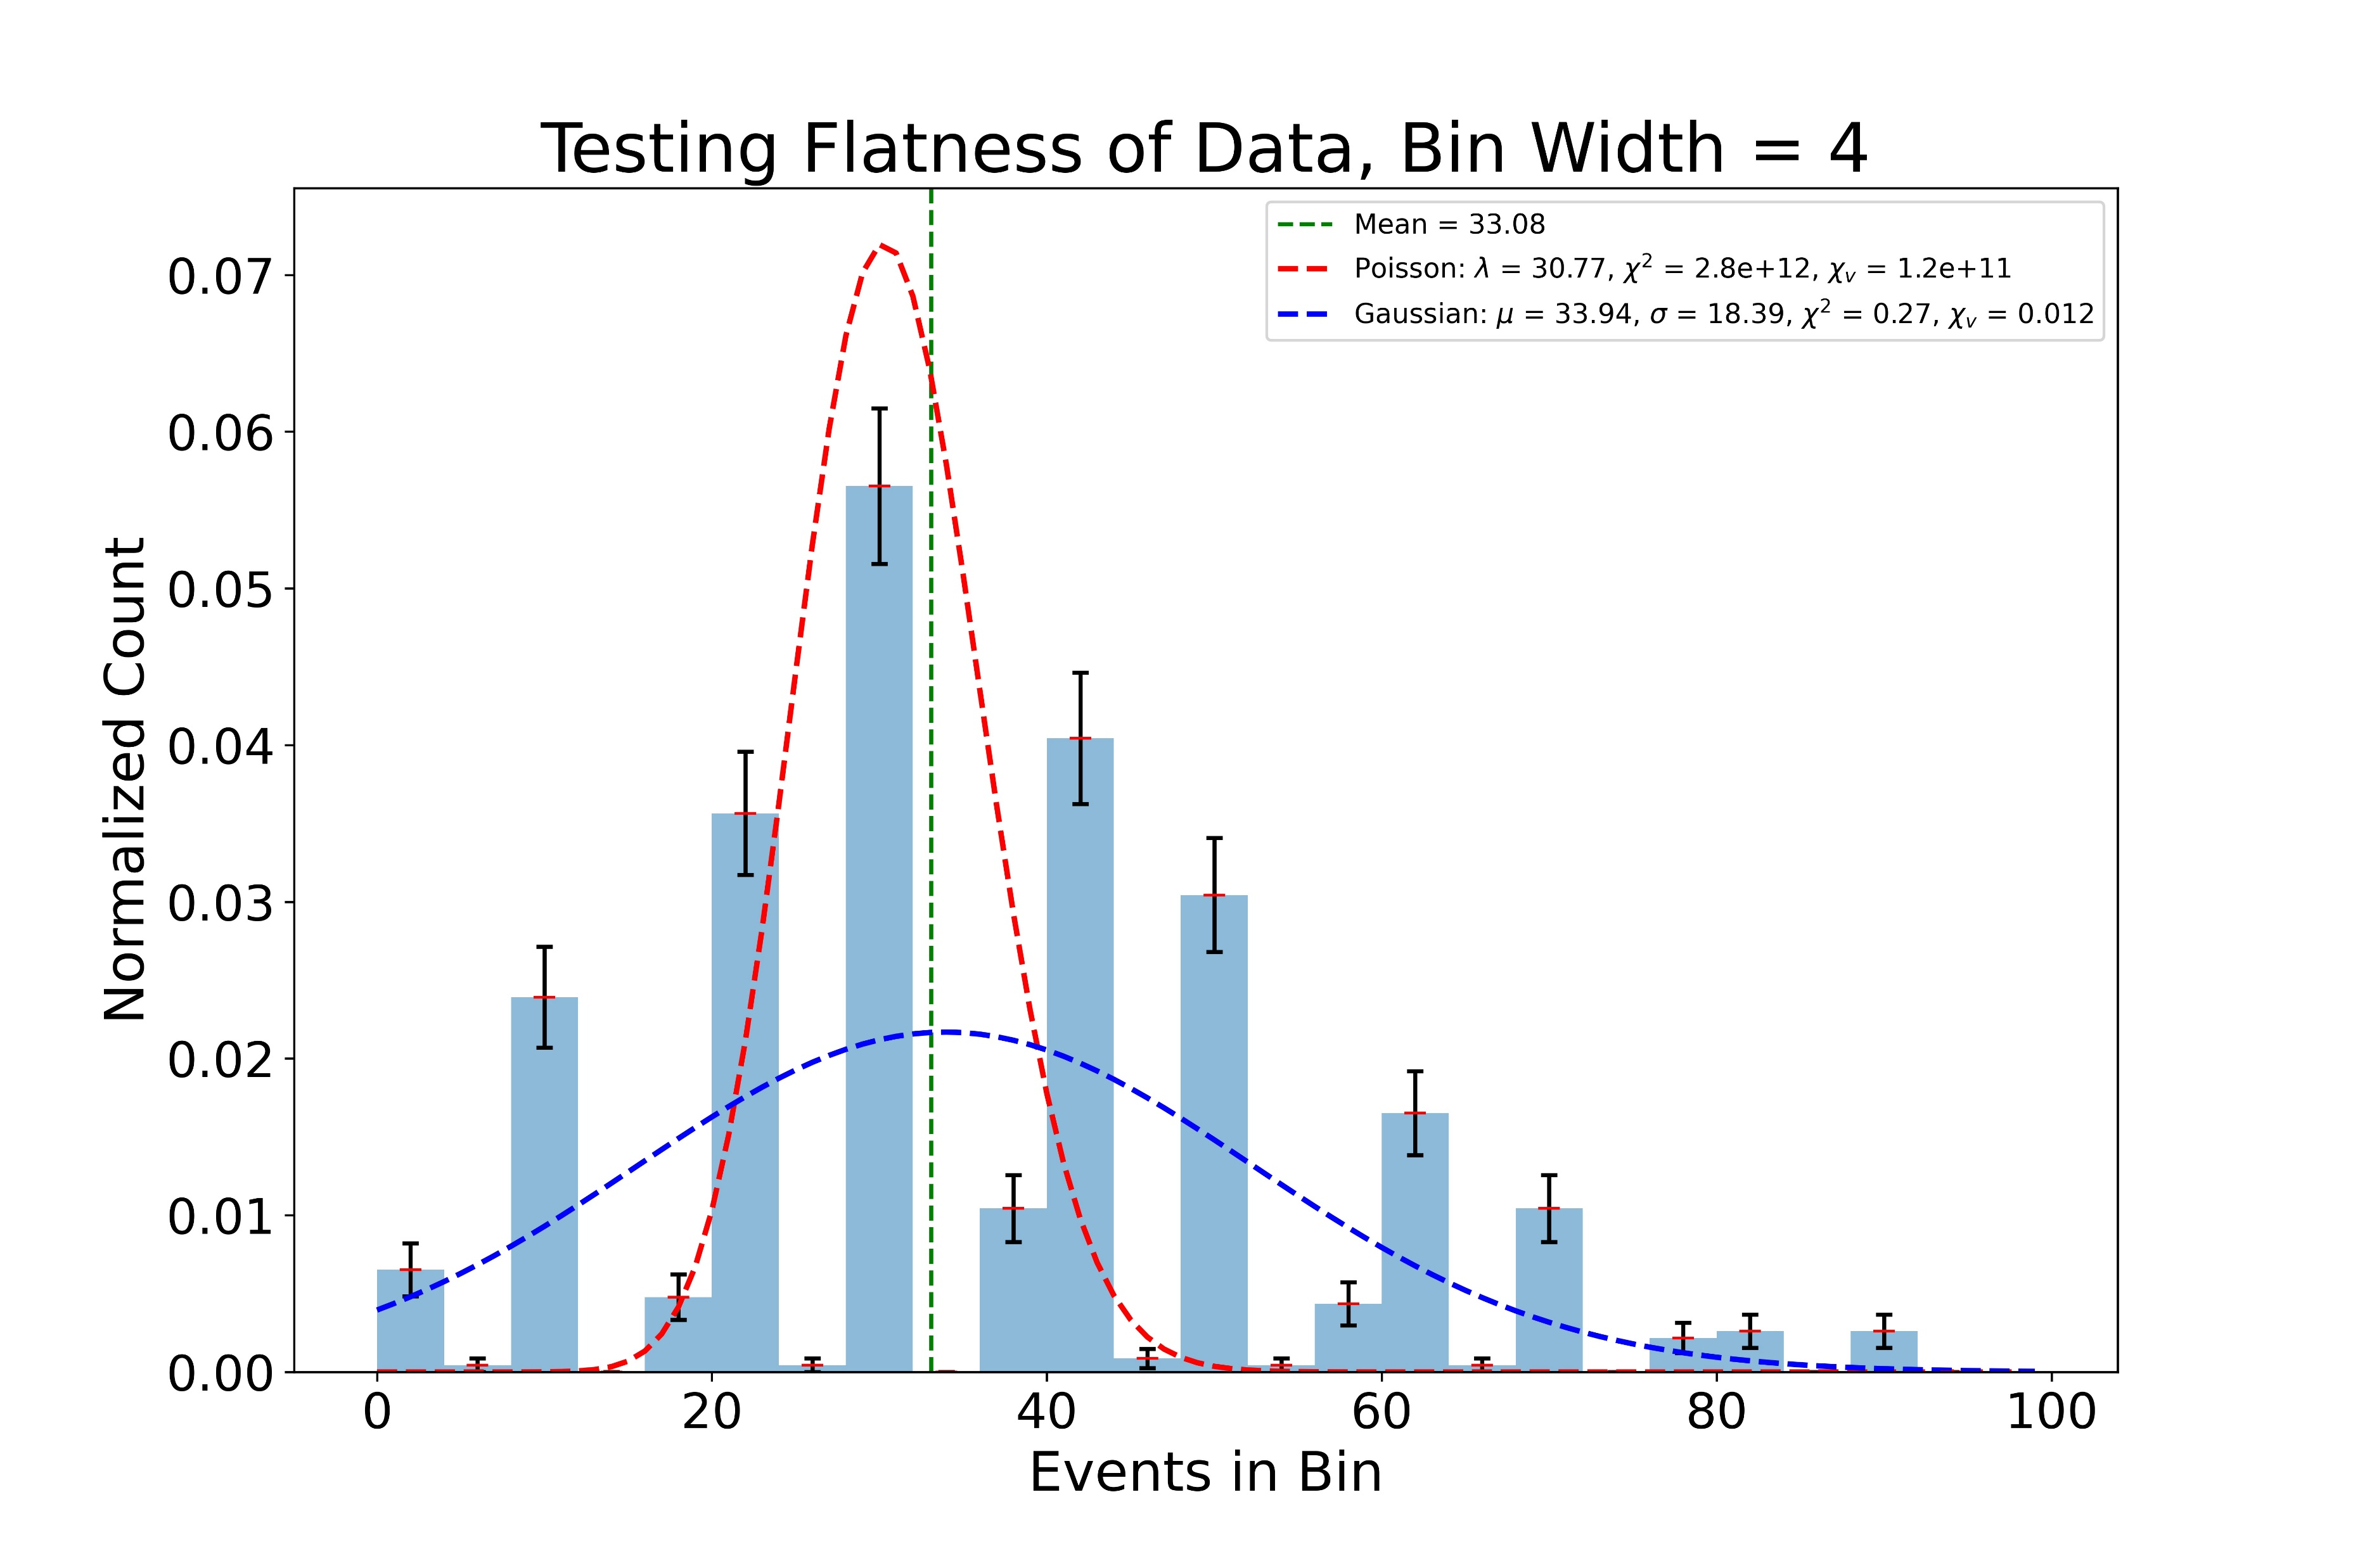 Testing Flatness of Data, Bin Width = 4
Mean = 33.08
Poisson: λ = 30.77, χ² = 2.8e+12, χᵥ = 1.2e+11
Gaussian: μ = 33.94, σ = 18.39, χ² = 0.27, χᵥ = 0.012
Normalized Count
0.07
0.06
0.05
0.04
0.03
0.02
0.01
0.00
0 20 40 60 80 100
Events in Bin